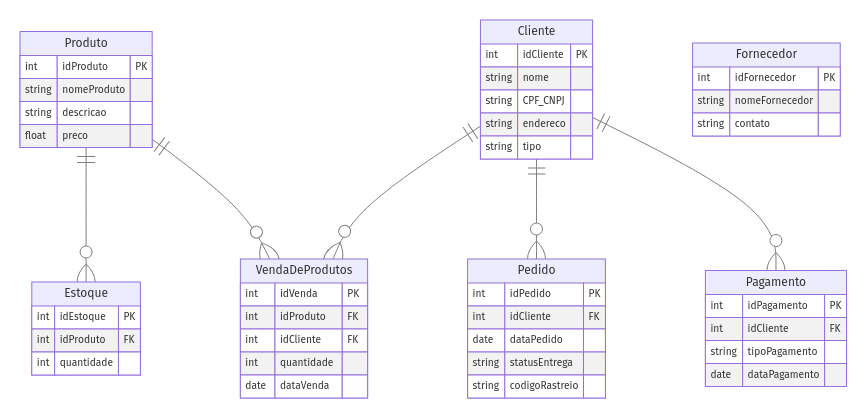 Produto
int idProduto PK
string nomeProduto
string descricao
float preco
Cliente
int idCliente PK
string nome
string CPF_CNPJ
string endereco
string tipo
Fornecedor
int idFornecedor PK
string nomeFornecedor
string contato
Estoque
int idEstoque PK
int idProduto FK
int quantidade
VendaDeProdutos
int idVenda PK
int idProduto FK
int idCliente FK
int quantidade
date dataVenda
Pedido
int idPedido PK
int idCliente FK
date dataPedido
string statusEntrega
string codigoRastreio
Pagamento
int idPagamento PK
int idCliente FK
string tipoPagamento
date dataPagamento